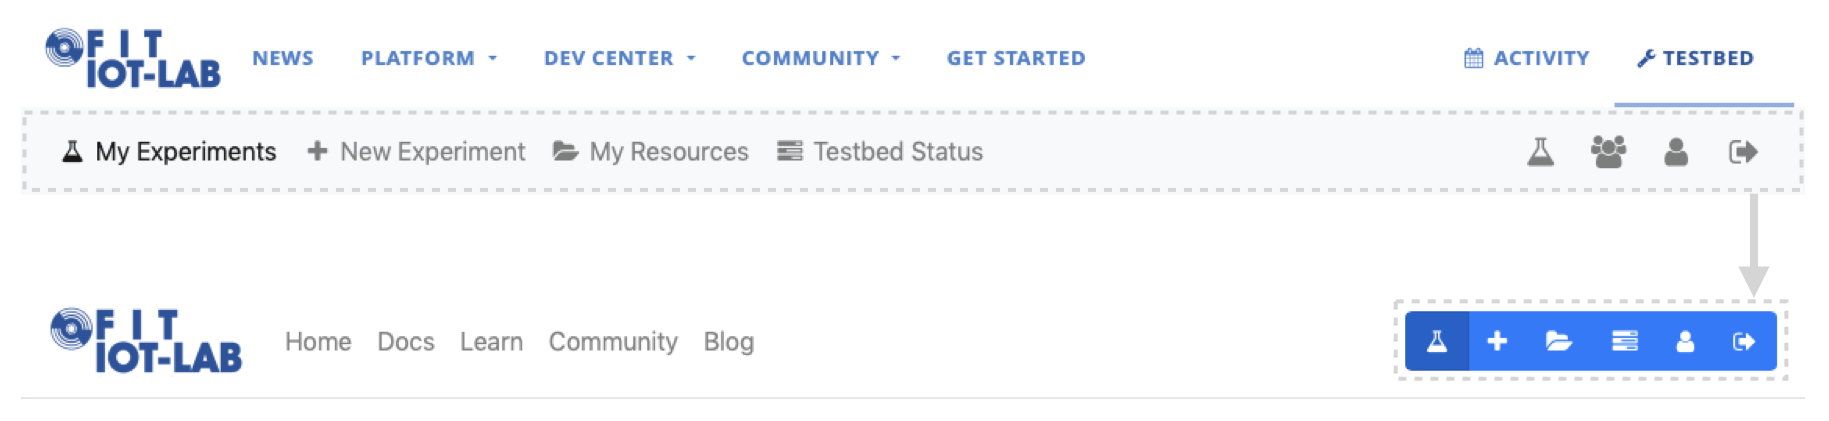 FIT
IOT-LAB
NEWS PLATFORM DEV CENTER COMMUNITY GET STARTED ACTIVITY TESTBED
My Experiments New Experiment My Resources Testbed Status
FIT
IOT-LAB
Home Docs Learn Community Blog